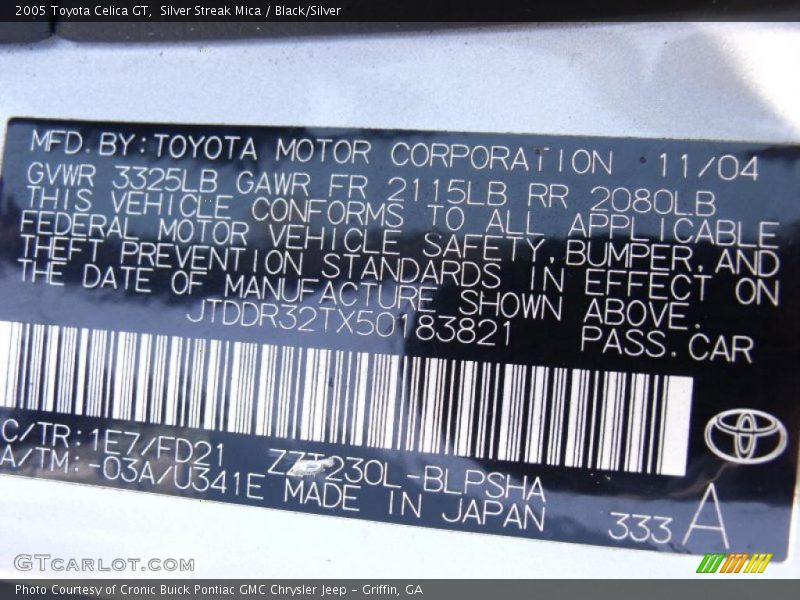 2005 Toyota Celica GT, Silver Streak Mica / Black/Silver
MFD.BY:TOYOTA MOTOR CORPORATION 11/04
GVWR 3325LB GAWR FR 2115LB RR 2080LB
THIS VEHICLE CONFORMS TO ALL APPLICABLE
FEDERAL MOTOR VEHICLE SAFETY,BUMPER,AND
THEFT PREVENTION STANDARDS IN EFFECT ON
THE DATE OF MANUFACTURE SHOWN ABOVE.
JTDDR32TX50183821 PASS.CAR
C/TR:1E7/FD21 ZZT230L-BLPSHA
A/TM:-03A/U341E MADE IN JAPAN 333 A
GTCARLOT.COM
Photo Courtesy of Cronic Buick Pontiac GMC Chrysler Jeep - Griffin, GA